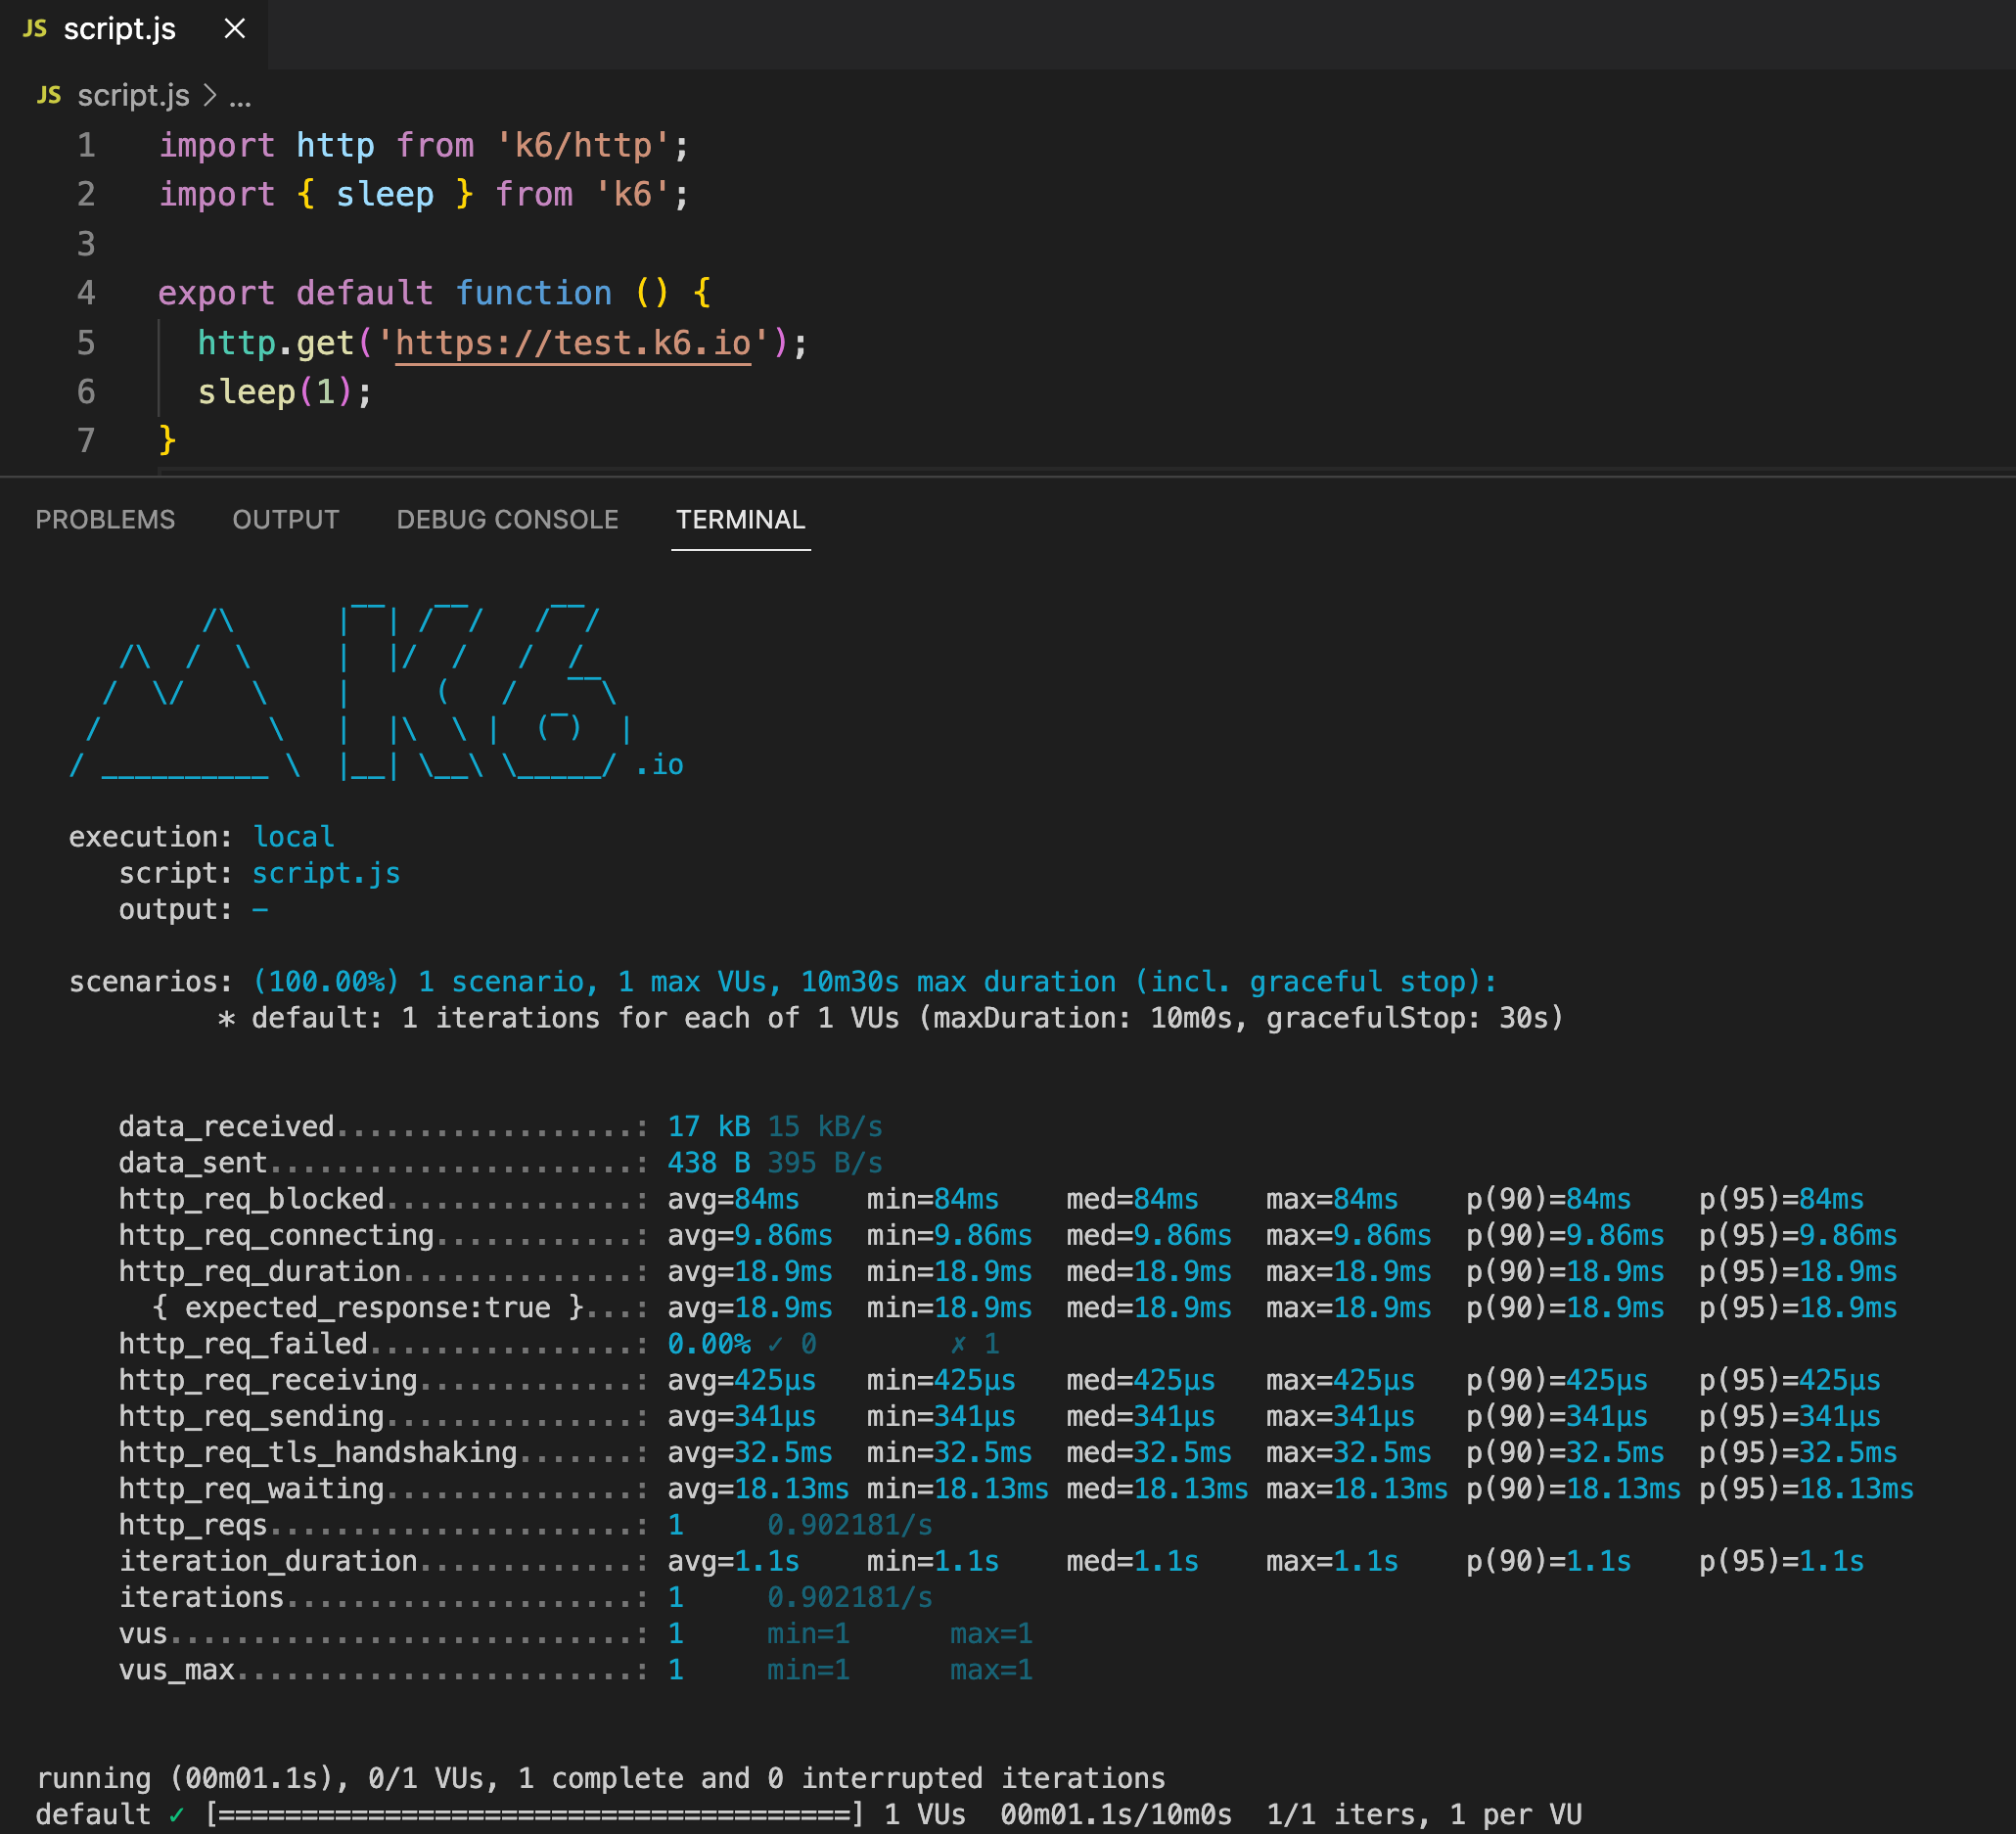 JS script.js ×
JS script.js > ...
1 import http from 'k6/http';
2 import { sleep } from 'k6';
3
4 export default function () {
5   http.get('https://test.k6.io');
6   sleep(1);
7 }
PROBLEMS OUTPUT DEBUG CONSOLE TERMINAL
          /\      |‾‾| /‾‾/   /‾‾/
     /\  /  \     |  |/  /   /  /
    /  \/    \    |     (   /   ‾‾\
   /          \   |  |\  \ |  (‾)  |
  / __________ \  |__| \__\ \_____/ .io
execution: local
script: script.js
output: -
scenarios: (100.00%) 1 scenario, 1 max VUs, 10m30s max duration (incl. graceful stop):
* default: 1 iterations for each of 1 VUs (maxDuration: 10m0s, gracefulStop: 30s)
data_received..................: 17 kB 15 kB/s
data_sent......................: 438 B 395 B/s
http_req_blocked...............: avg=84ms    min=84ms    med=84ms    max=84ms    p(90)=84ms    p(95)=84ms
http_req_connecting............: avg=9.86ms  min=9.86ms  med=9.86ms  max=9.86ms  p(90)=9.86ms  p(95)=9.86ms
http_req_duration..............: avg=18.9ms  min=18.9ms  med=18.9ms  max=18.9ms  p(90)=18.9ms  p(95)=18.9ms
{ expected_response:true }...: avg=18.9ms  min=18.9ms  med=18.9ms  max=18.9ms  p(90)=18.9ms  p(95)=18.9ms
http_req_failed................: 0.00% ✓ 0        ✗ 1
http_req_receiving.............: avg=425µs   min=425µs   med=425µs   max=425µs   p(90)=425µs   p(95)=425µs
http_req_sending...............: avg=341µs   min=341µs   med=341µs   max=341µs   p(90)=341µs   p(95)=341µs
http_req_tls_handshaking.......: avg=32.5ms  min=32.5ms  med=32.5ms  max=32.5ms  p(90)=32.5ms  p(95)=32.5ms
http_req_waiting...............: avg=18.13ms min=18.13ms med=18.13ms max=18.13ms p(90)=18.13ms p(95)=18.13ms
http_reqs......................: 1     0.902181/s
iteration_duration.............: avg=1.1s    min=1.1s    med=1.1s    max=1.1s    p(90)=1.1s    p(95)=1.1s
iterations.....................: 1     0.902181/s
vus............................: 1     min=1      max=1
vus_max........................: 1     min=1      max=1
running (00m01.1s), 0/1 VUs, 1 complete and 0 interrupted iterations
default ✓ [======================================] 1 VUs  00m01.1s/10m0s  1/1 iters, 1 per VU